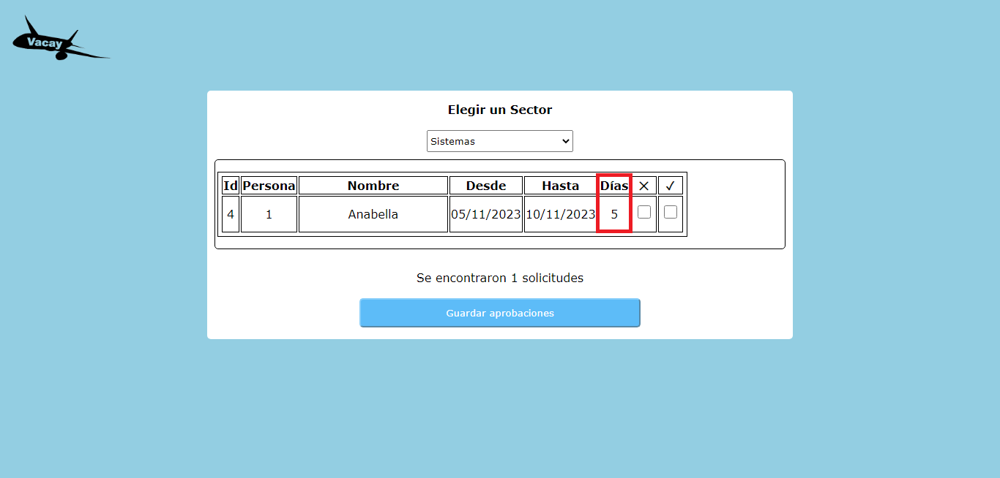 Vacay
Elegir un Sector
Sistemas
Id Persona Nombre Desde Hasta Días × ✓
4 1 Anabella 05/11/2023 10/11/2023 5
Se encontraron 1 solicitudes
Guardar aprobaciones